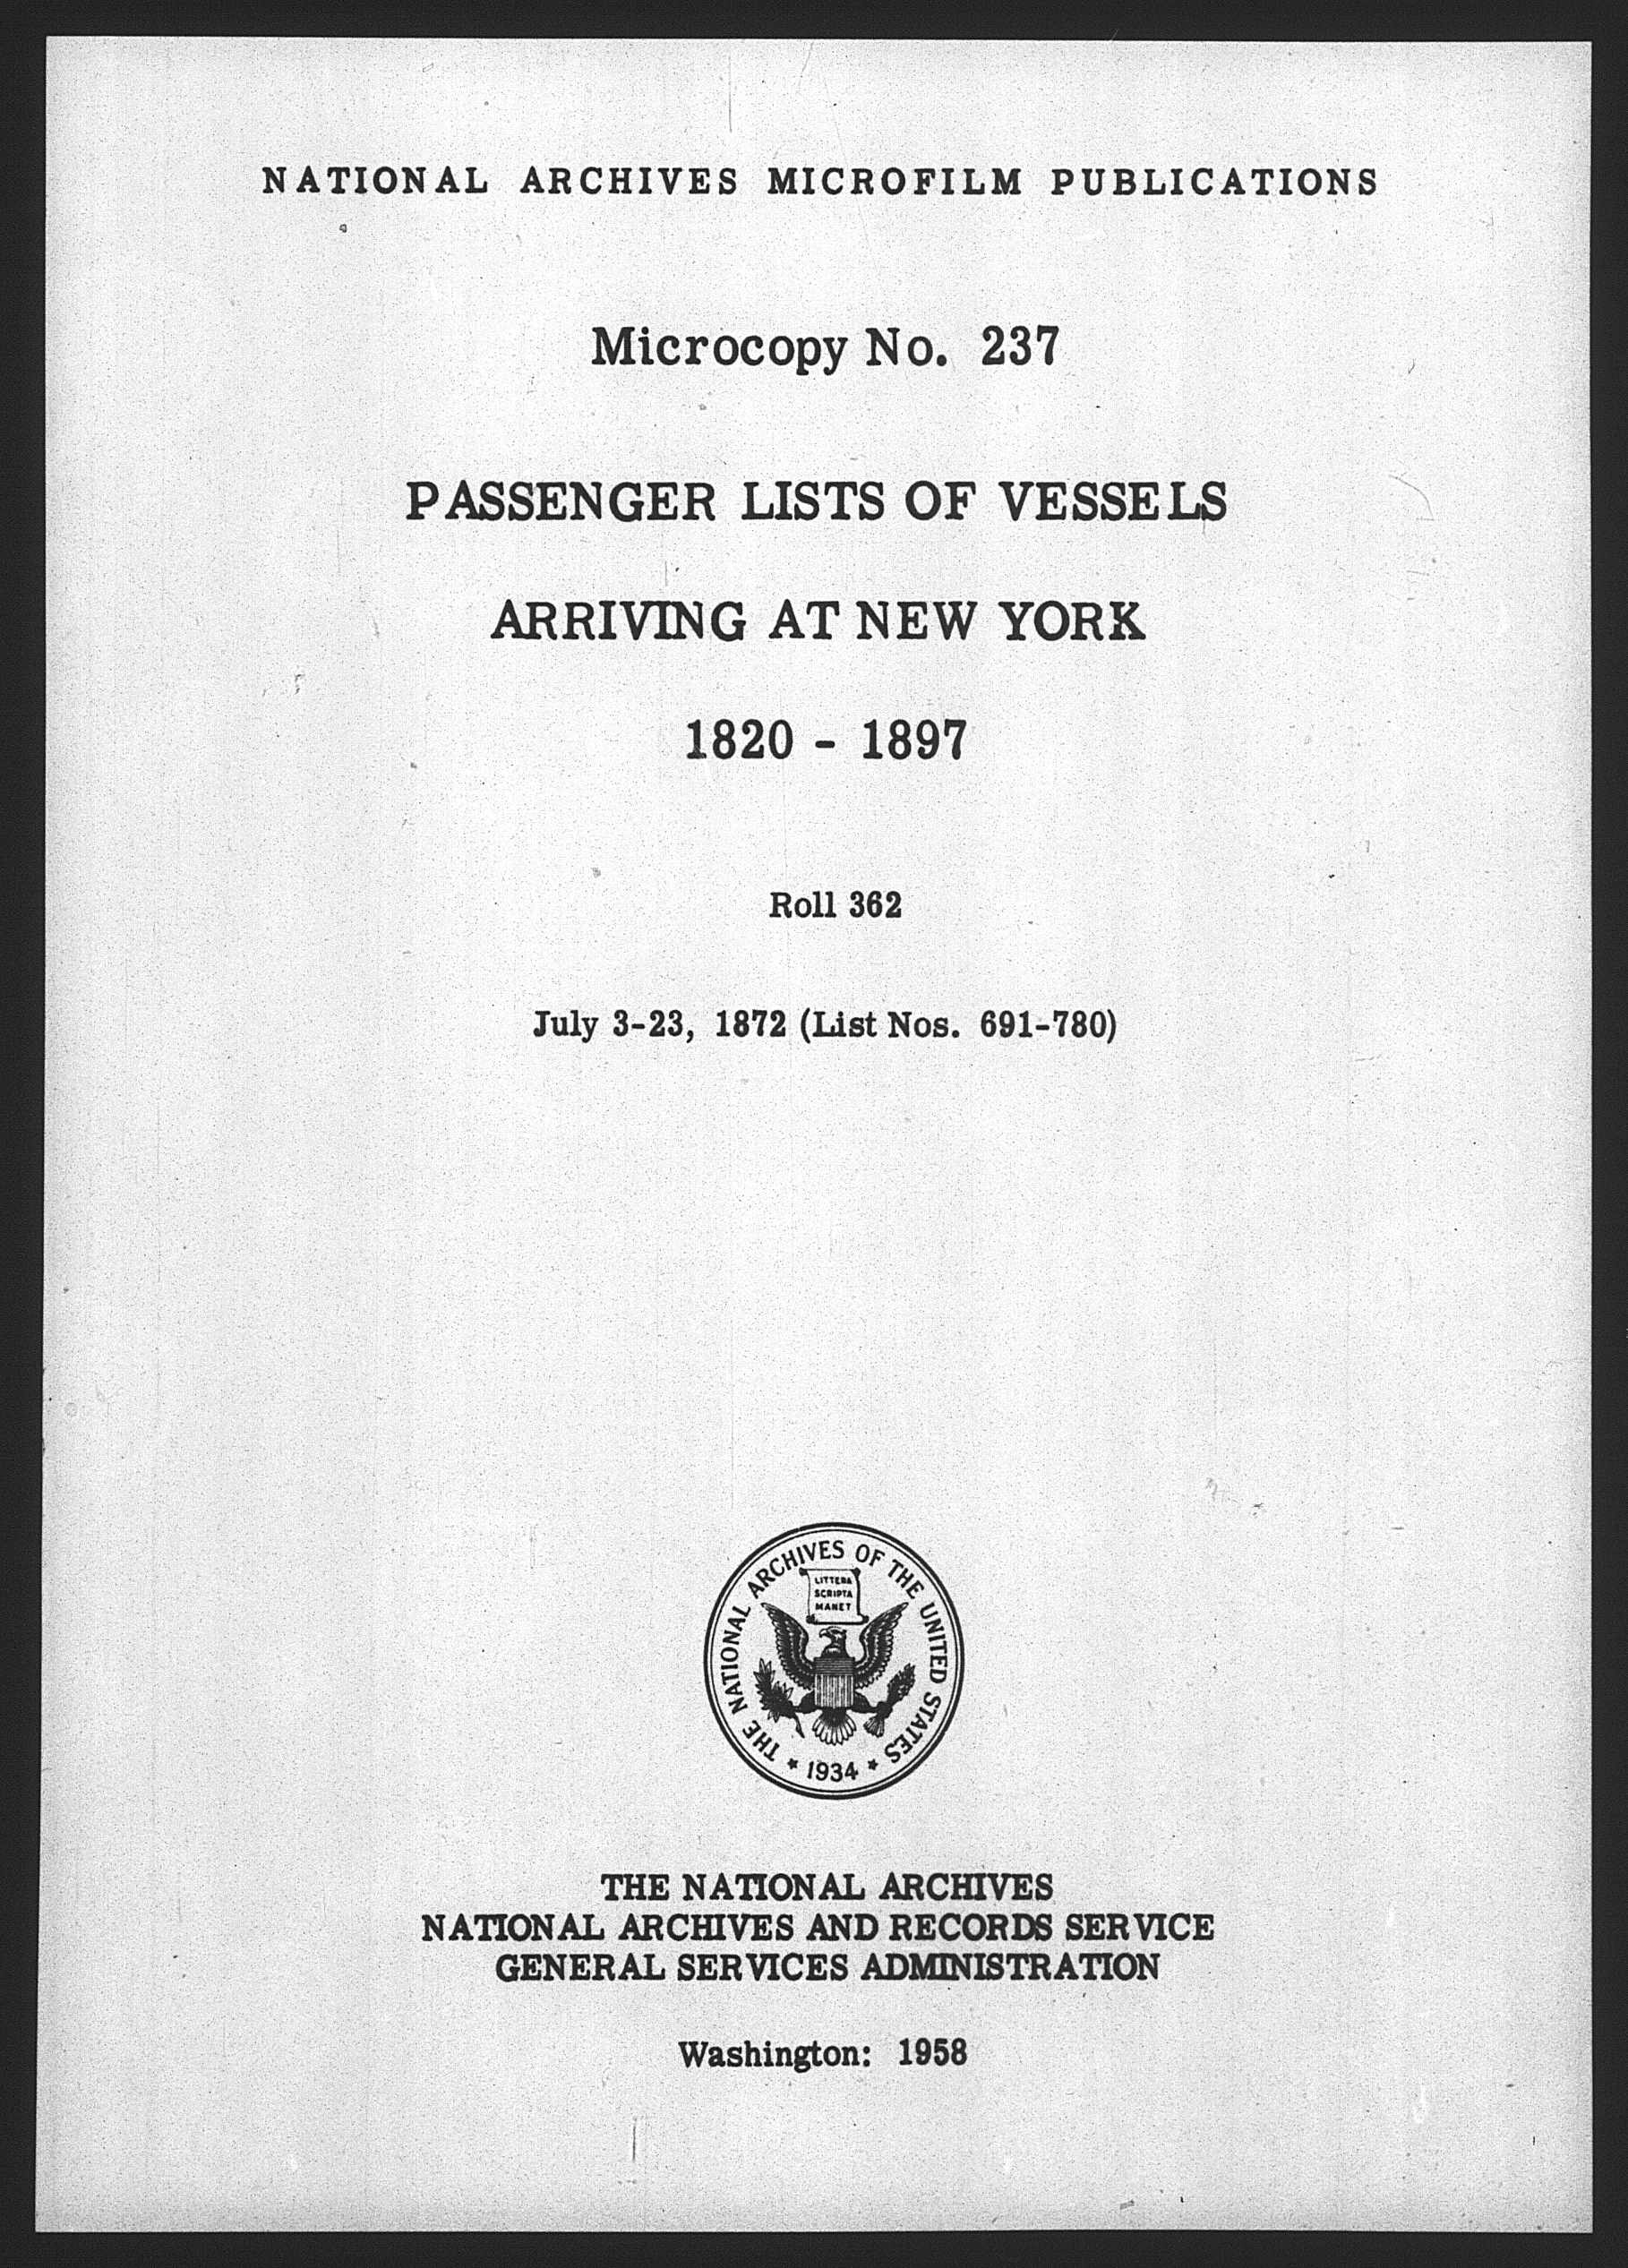 NATIONAL ARCHIVES MICROFILM PUBLICATIONS
Microcopy No. 237
PASSENGER LISTS OF VESSELS
ARRIVING AT NEW YORK
1820 - 1897
Roll 362
July 3-23, 1872 (List Nos. 691-780)
THE NATIONAL ARCHIVES OF THE UNITED STATES
LITTERA
SCRIPTA
MANET
* 1934 *
THE NATIONAL ARCHIVES
NATIONAL ARCHIVES AND RECORDS SERVICE
GENERAL SERVICES ADMINISTRATION
Washington: 1958